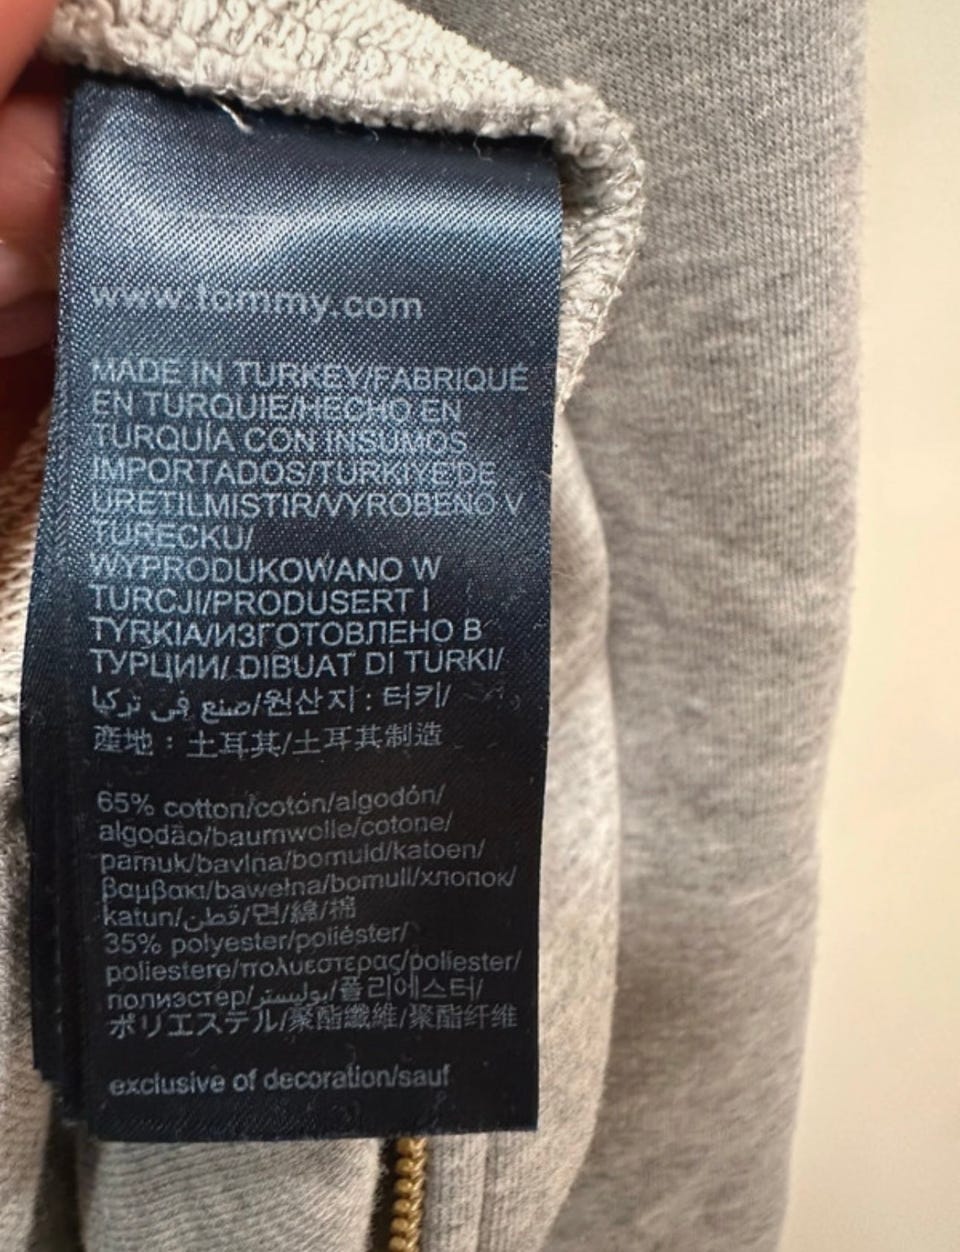 www.tommy.com
MADE IN TURKEY/FABRIQUÉ
EN TURQUIE/HECHO EN
TURQUÍA CON INSUMOS
IMPORTADOS/TURKIYE'DE
URETILMISTIR/VYROBENO V
TURECKU/
WYPRODUKOWANO W
TURCJI/PRODUSERT I
TYRKIA/ИЗГОТОВЛЕНО В
ТУРЦИИ/ DIBUAT DI TURKI/
صنع في تركيا/원산지 : 터키/
產地 : 土耳其/土耳其制造
65% cotton/coton/algodón/
algodão/baumwolle/cotone/
pamuk/bavlna/bomuld/katoen/
βαμβακι/bawełna/bomull/хлопок/
katun/قطن/면/綿/棉
35% polyester/poliéster/
poliestere/πολυεστερας/poliester/
полиэстер/بوليستر/폴리에스터/
ポリエステル/聚酯纖維/聚酯纤维
exclusive of decoration/sauf